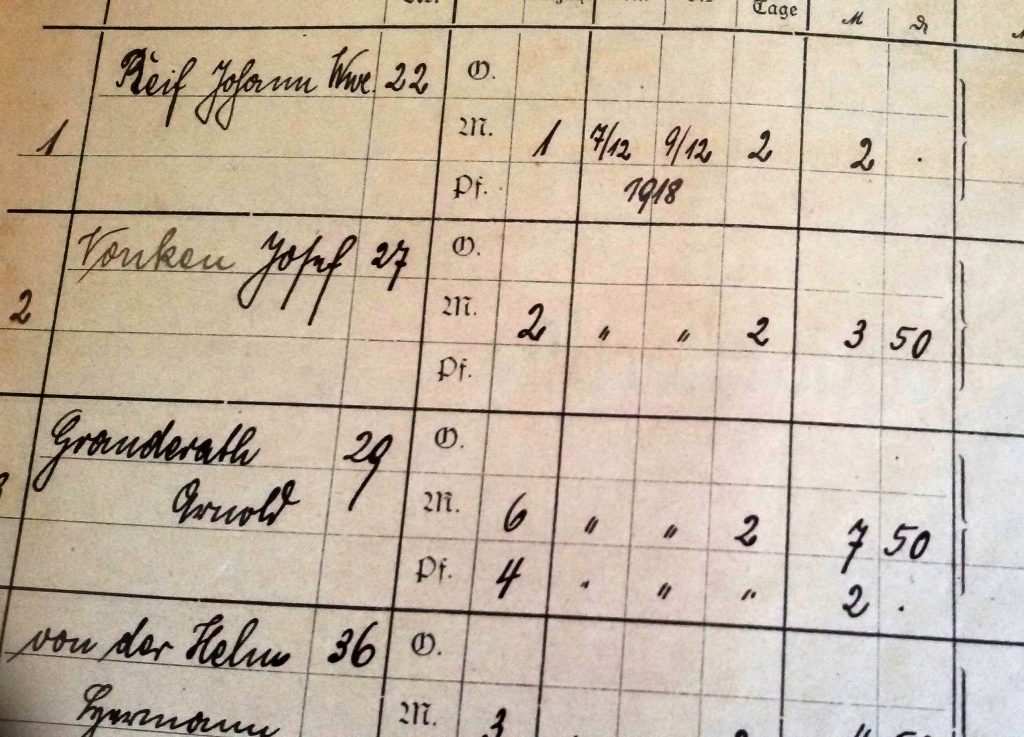 Tage
M ₰
Reif Johann Wwe. 22 O.
1 M. 1 7/12 9/12 2 2 .
Pf. 1918
Vonken Josef 27 O.
2 M. 2 " " 2 3 50
Pf.
Granderath 29 O.
Arnold M. 6 " " 2 7 50
Pf. 4 " " " 2 .
von der Helm 36 O.
Hermann M. 3